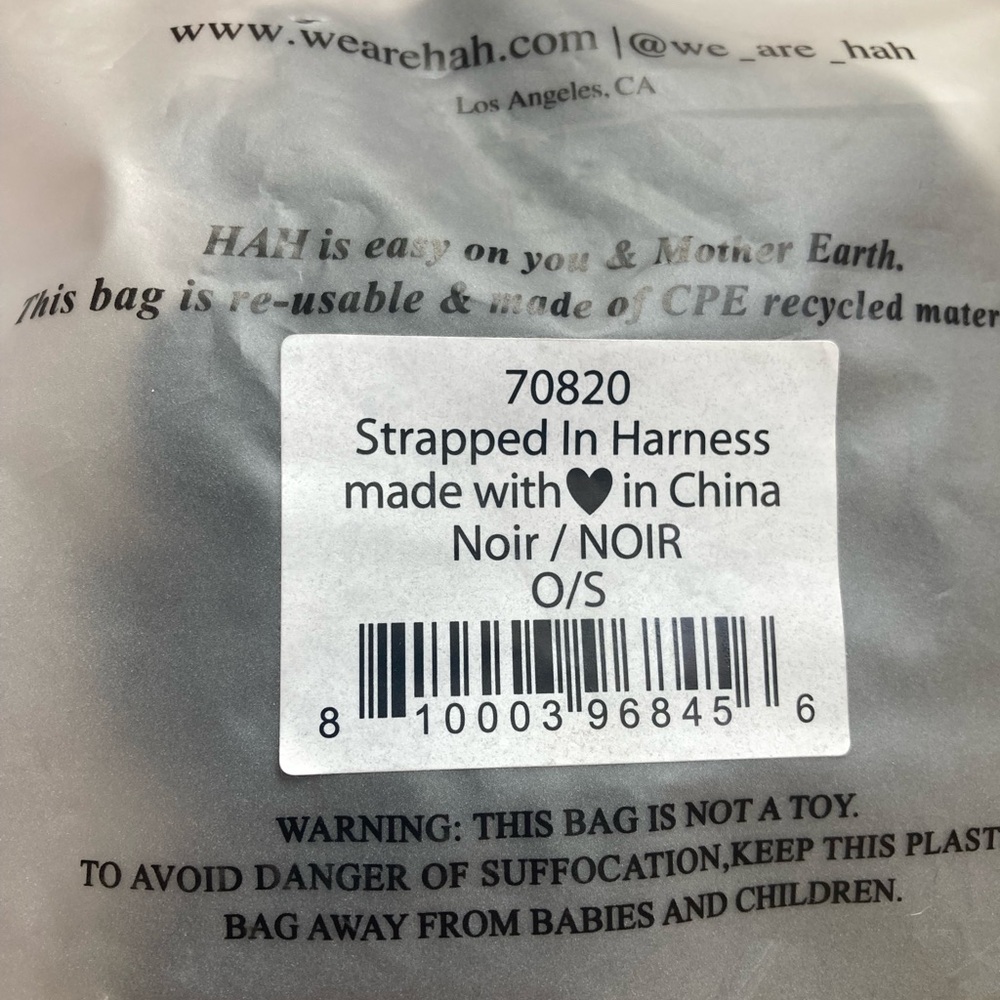 www.wearehah.com |@we_are_hah
Los Angeles, CA
HAH is easy on you & Mother Earth.
This bag is re-usable & made of CPE recycled mater
70820
Strapped In Harness
made with♥in China
Noir / NOIR
O/S
8 10003 96845 6
WARNING: THIS BAG IS NOT A TOY.
TO AVOID DANGER OF SUFFOCATION,KEEP THIS PLAST
BAG AWAY FROM BABIES AND CHILDREN.